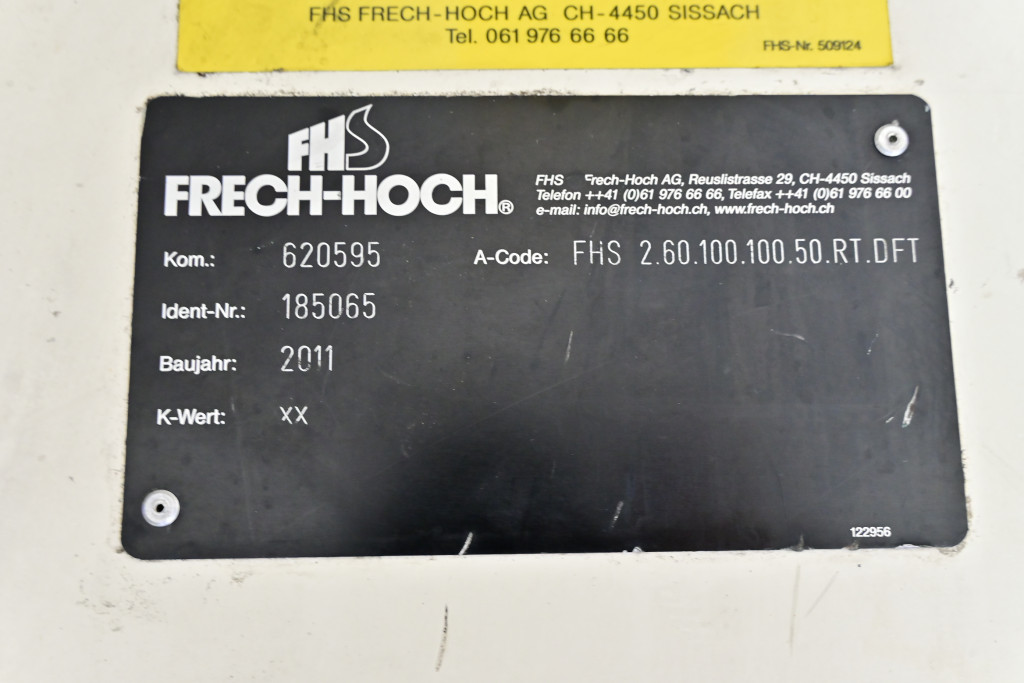 FHS FRECH-HOCH AG CH-4450 SISSACH
Tel. 061 976 66 66
FHS-Nr. 509124
FHS
FRECH-HOCH®
FHS Frech-Hoch AG, Reuslistrasse 29, CH-4450 Sissach
Telefon ++41 (0)61 976 66 66, Telefax ++41 (0)61 976 66 00
e-mail: info@frech-hoch.ch, www.frech-hoch.ch
Kom.: 620595 A-Code: FHS 2.60.100.100.50.RT.DFT
Ident-Nr.: 185065
Baujahr: 2011
K-Wert: XX
122956